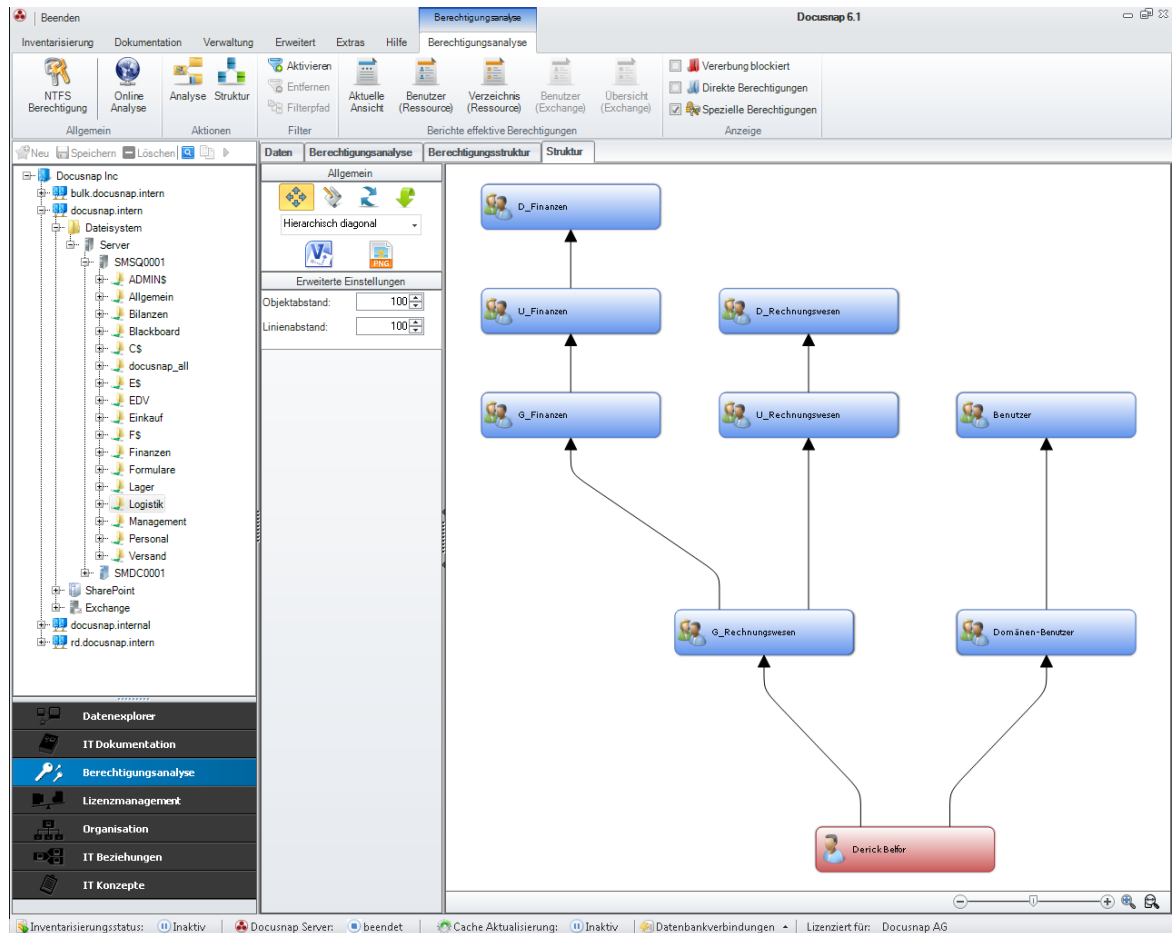 Beenden
Berechtigungsanalyse
Docusnap 6.1
Inventarisierung Dokumentation Verwaltung Erweitert Extras Hilfe Berechtigungsanalyse
NTFS Berechtigung
Online Analyse
Allgemein
Analyse
Struktur
Aktionen
Aktivieren
Entfernen
Filterpfad
Filter
Aktuelle Ansicht
Benutzer (Ressource)
Verzeichnis (Ressource)
Benutzer (Exchange)
Übersicht (Exchange)
Berichte effektive Berechtigungen
Vererbung blockiert
Direkte Berechtigungen
Spezielle Berechtigungen
Anzeige
Neu Speichern Löschen
Docusnap Inc
bulk.docusnap.intern
docusnap.intern
Dateisystem
Server
SMSQ0001
ADMIN$
Allgemein
Bilanzen
Blackboard
C$
docusnap_all
E$
EDV
Einkauf
F$
Finanzen
Formulare
Lager
Logistik
Management
Personal
Versand
SMDC0001
SharePoint
Exchange
docusnap.internal
rd.docusnap.intern
Datenexplorer
IT Dokumentation
Berechtigungsanalyse
Lizenzmanagement
Organisation
IT Beziehungen
IT Konzepte
Daten Berechtigungsanalyse Berechtigungsstruktur Struktur
Allgemein
Hierarchisch diagonal
V
PNG
Erweiterte Einstellungen
Objektabstand: 100
Linienabstand: 100
D_Finanzen
U_Finanzen
D_Rechnungswesen
G_Finanzen
U_Rechnungswesen
Benutzer
G_Rechnungswesen
Domänen-Benutzer
Derick Belfor
Inventarisierungsstatus: Inaktiv Docusnap Server: beendet Cache Aktualisierung: Inaktiv Datenbankverbindungen Lizenziert für: Docusnap AG